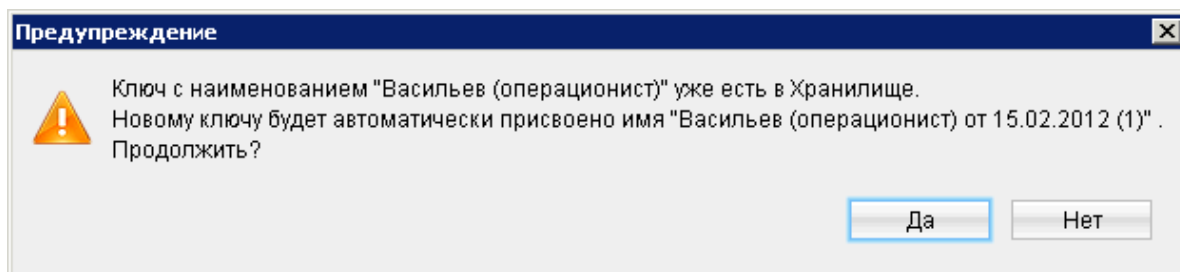 Предупреждение
Ключ с наименованием "Васильев (операционист)" уже есть в Хранилище.
Новому ключу будет автоматически присвоено имя "Васильев (операционист) от 15.02.2012 (1)" .
Продолжить?
Да
Нет